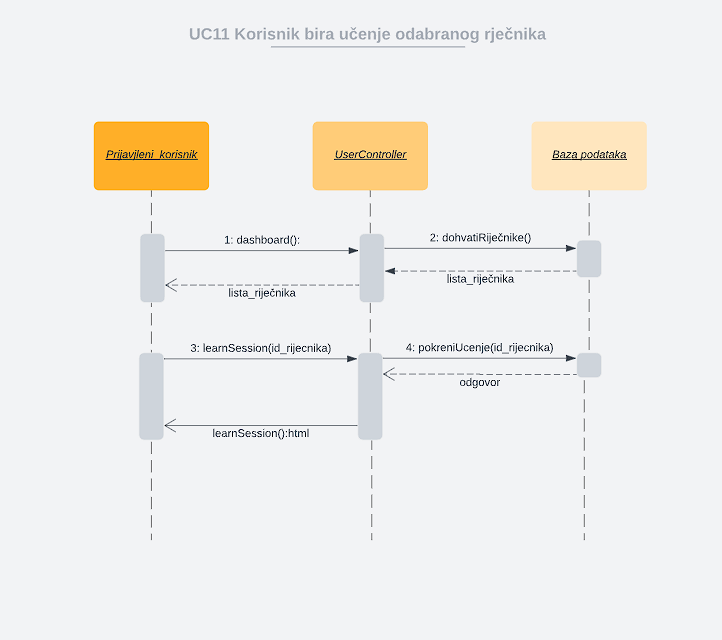 UC11 Korisnik bira učenje odabranog rječnika
Prijavjleni_korisnik
UserController
Baza podataka
1: dashboard():
2: dohvatiRiječnike()
lista_riječnika
lista_riječnika
3: learnSession(id_rijecnika)
4: pokreniUcenje(id_rijecnika)
odgovor
learnSession():html